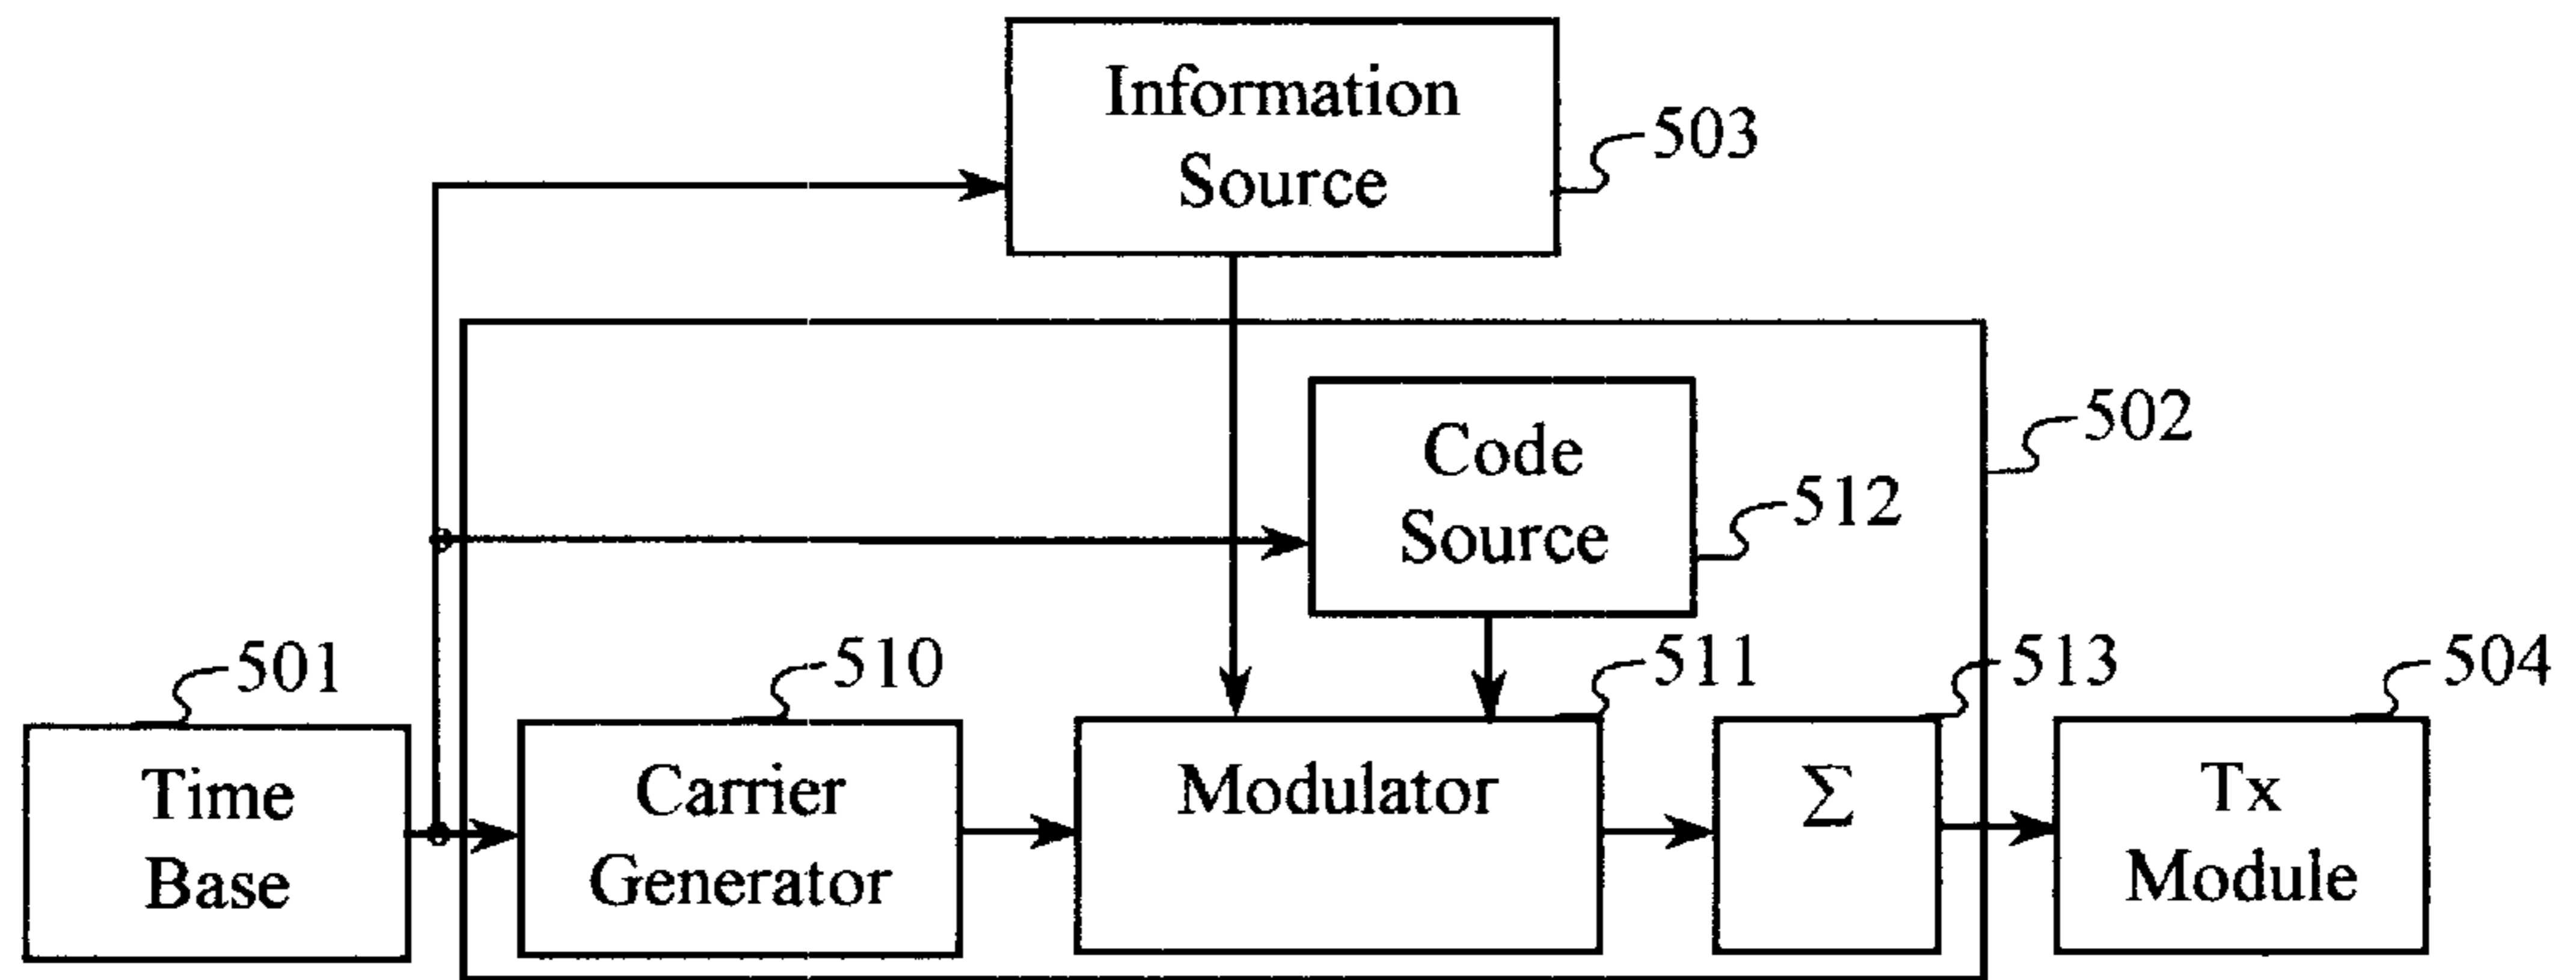 Information
Source
503
Code
Source
502
512
501
510
511
513
504
Time
Base
Carrier
Generator
Modulator
Σ
Tx
Module